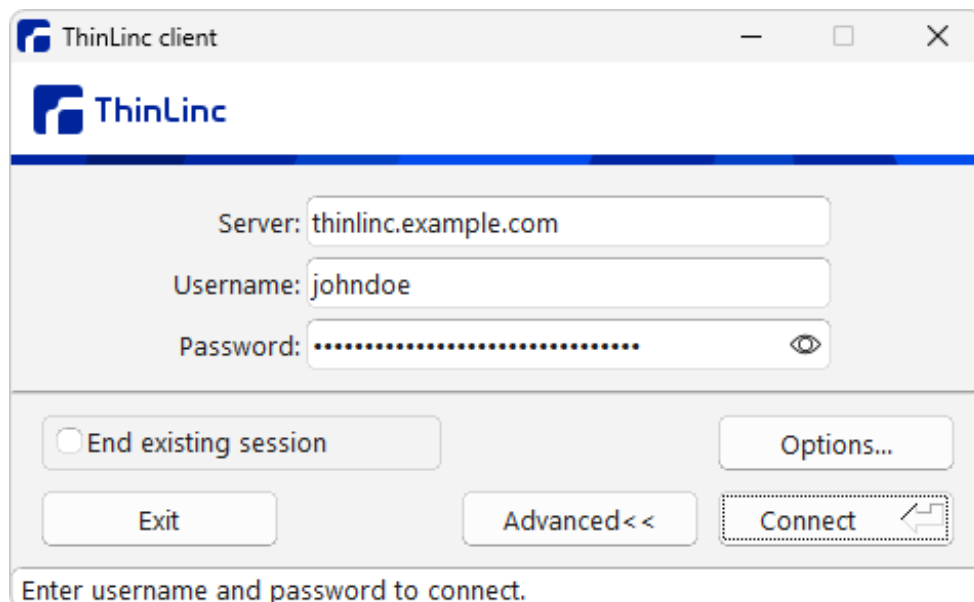 ThinLinc client
ThinLinc
Server: thinlinc.example.com
Username: johndoe
Password: ••••••••••••••••••••••••••••••••
End existing session
Options...
Exit
Advanced<<
Connect
Enter username and password to connect.